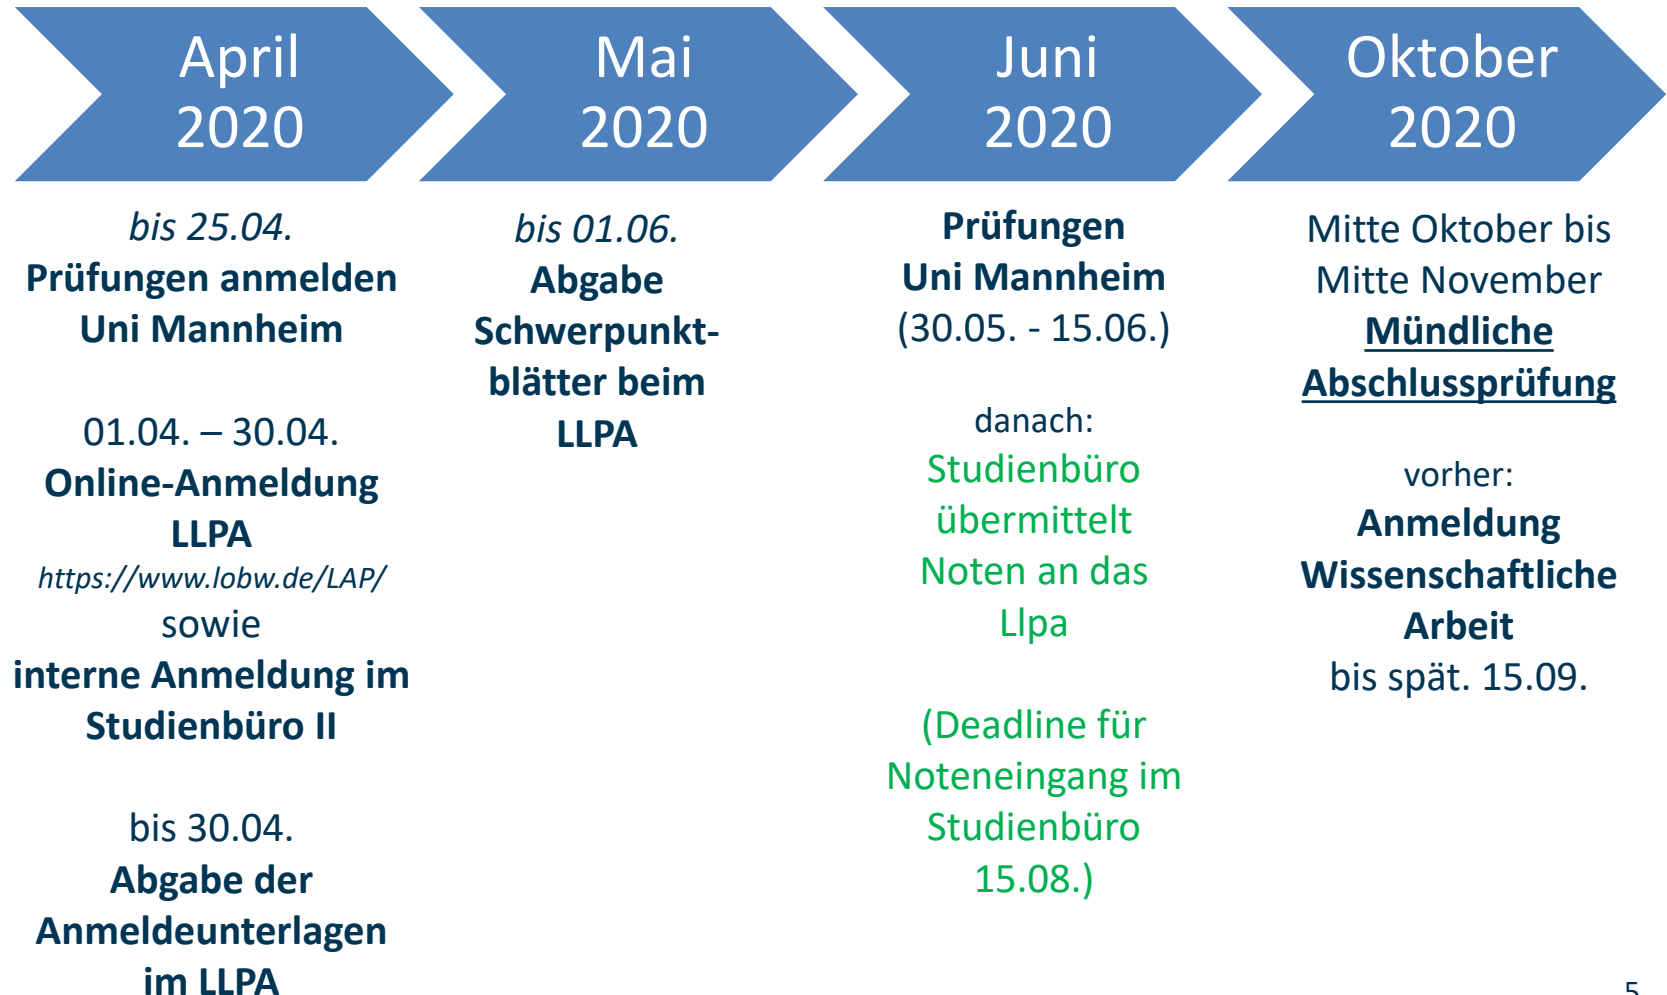 April
2020
Mai
2020
Juni
2020
Oktober
2020
bis 25.04.
Prüfungen anmelden
Uni Mannheim
01.04. – 30.04.
Online-Anmeldung
LLPA
https://www.lobw.de/LAP/
sowie
interne Anmeldung im
Studienbüro II
bis 30.04.
Abgabe der
Anmeldeunterlagen
im LLPA
bis 01.06.
Abgabe
Schwerpunkt-
blätter beim
LLPA
Prüfungen
Uni Mannheim
(30.05. - 15.06.)
danach:
Studienbüro
übermittelt
Noten an das
Llpa
(Deadline für
Noteneingang im
Studienbüro
15.08.)
Mitte Oktober bis
Mitte November
Mündliche
Abschlussprüfung
vorher:
Anmeldung
Wissenschaftliche
Arbeit
bis spät. 15.09.
5